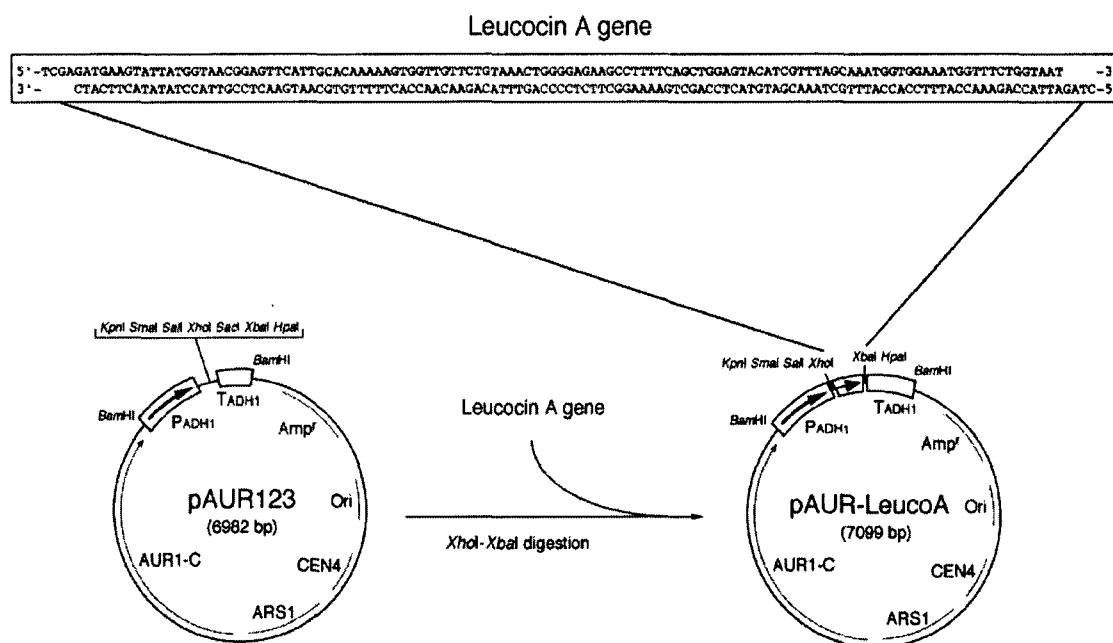 Leucocin A gene
5'-TCGAGATGAAGTATTATGGTAACGGAGTTCATTGCACAAAAAGTGGTTGTTCTGTAAACTGGGGAGAAGCCTTTTCAGCTGGAGTACATCGTTTAGCAAATGGTGGAAATGGTTTCTGGTAAT -3
3'- CTACTTCATATATCCATTGCCTCAAGTAACGTGTTTTTCACCAACAAGACATTTGACCCCTCTTCGGAAAAGTCGACCTCATGTAGCAAATCGTTTACCACCTTTACCAAAGACCATTAGATC-5
KpnI SmaI SalI XhoI SacI XbaI HpaI
BamHI
BamHI
PADH1
TADH1
Ampr
pAUR123
(6982 bp)
Ori
AUR1-C
CEN4
ARS1
Leucocin A gene
XhoI-XbaI digestion
KpnI SmaI SalI XhoI
XbaI HpaI
BamHI
BamHI
PADH1
TADH1
Ampr
pAUR-LeucoA
(7099 bp)
Ori
AUR1-C
CEN4
ARS1